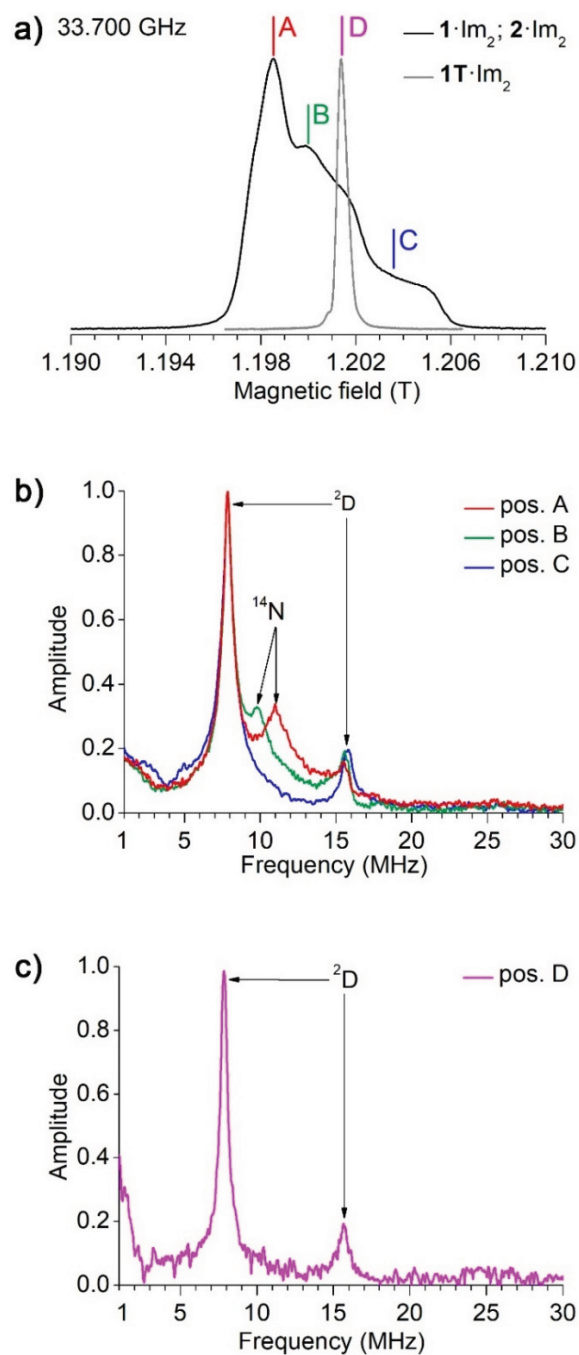 a) 33.700 GHz
A
D
B
C
1·Im₂; 2·Im₂
1T·Im₂
1.190 1.194 1.198 1.202 1.206 1.210
Magnetic field (T)
b)
1.0
0.8
0.6
0.4
0.2
0.0
Amplitude
²D
¹⁴N
pos. A
pos. B
pos. C
1 5 10 15 20 25 30
Frequency (MHz)
c)
1.0
0.8
0.6
0.4
0.2
0.0
Amplitude
²D
pos. D
1 5 10 15 20 25 30
Frequency (MHz)